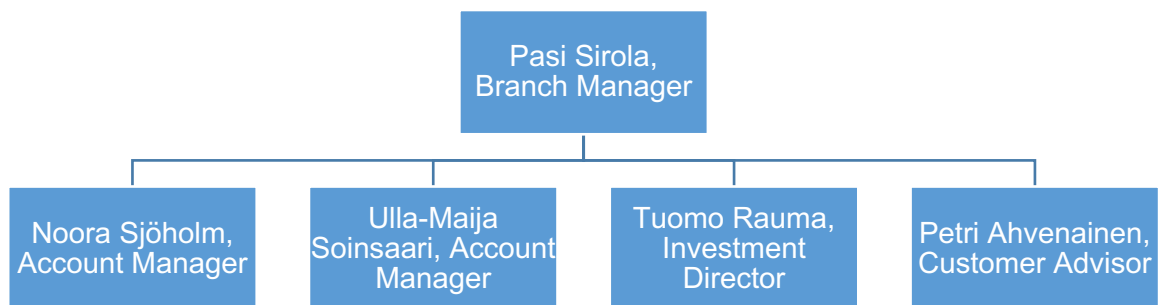 Pasi Sirola,
Branch Manager
Noora Sjöholm,
Account Manager
Ulla-Maija
Soinsaari, Account
Manager
Tuomo Rauma,
Investment
Director
Petri Ahvenainen,
Customer Advisor